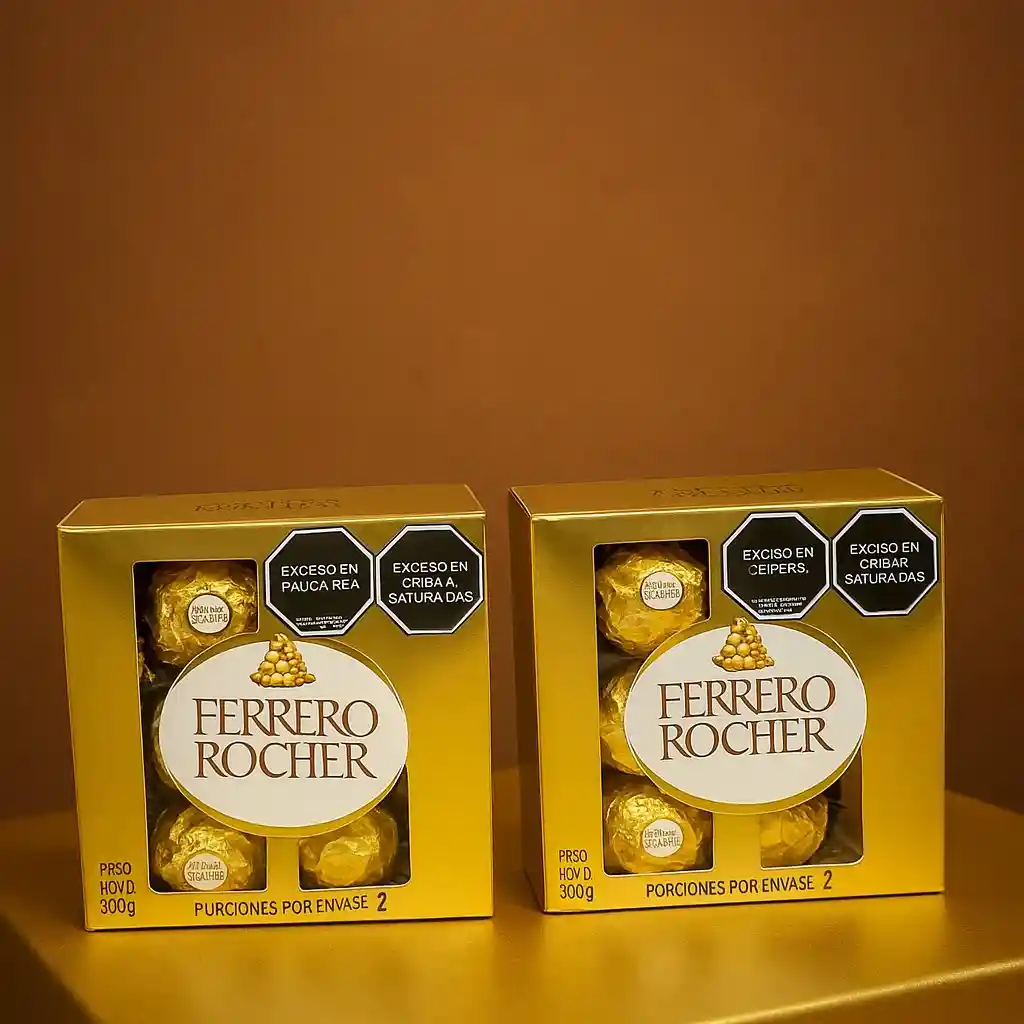 EXCESO EN
PAUCA REA
EXCESO EN
CRIBA A,
SATURA DAS
FERRERO
ROCHER
PRSO
HOV D.
300g
PURCIONES POR ENVASE 2
EXCISO EN
CEIPERS,
EXCISO EN
CRIBAR
SATURA DAS
FERRERO
ROCHER
PRSO
HOV D.
300g
PORCIONES POR ENVASE 2